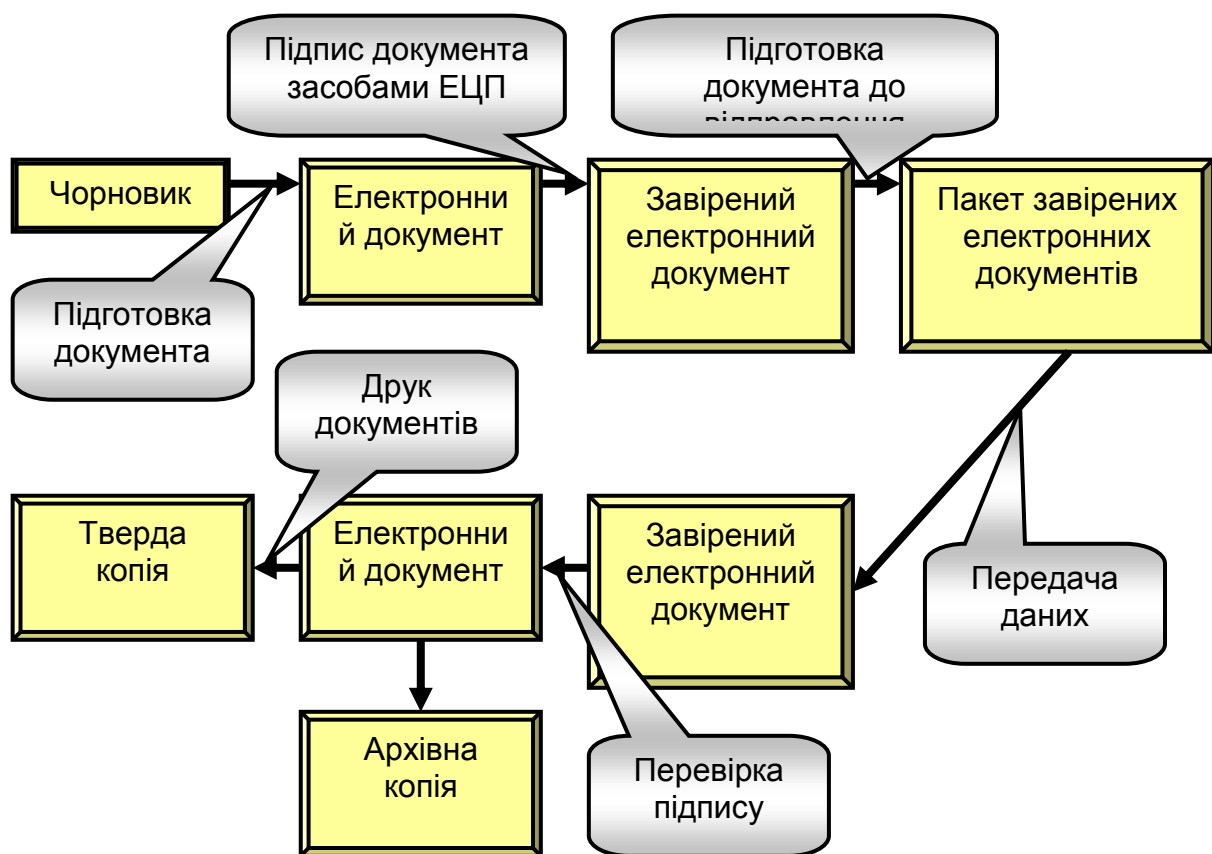 Підпис документа
засобами ЕЦП
Підготовка
документа до
відправлення
Чорновик
Електронни
й документ
Завірений
електронний
документ
Пакет завірених
електронних
документів
Підготовка
документа
Друк
документів
Тверда
копія
Електронни
й документ
Завірений
електронний
документ
Передача
даних
Архівна
копія
Перевірка
підпису